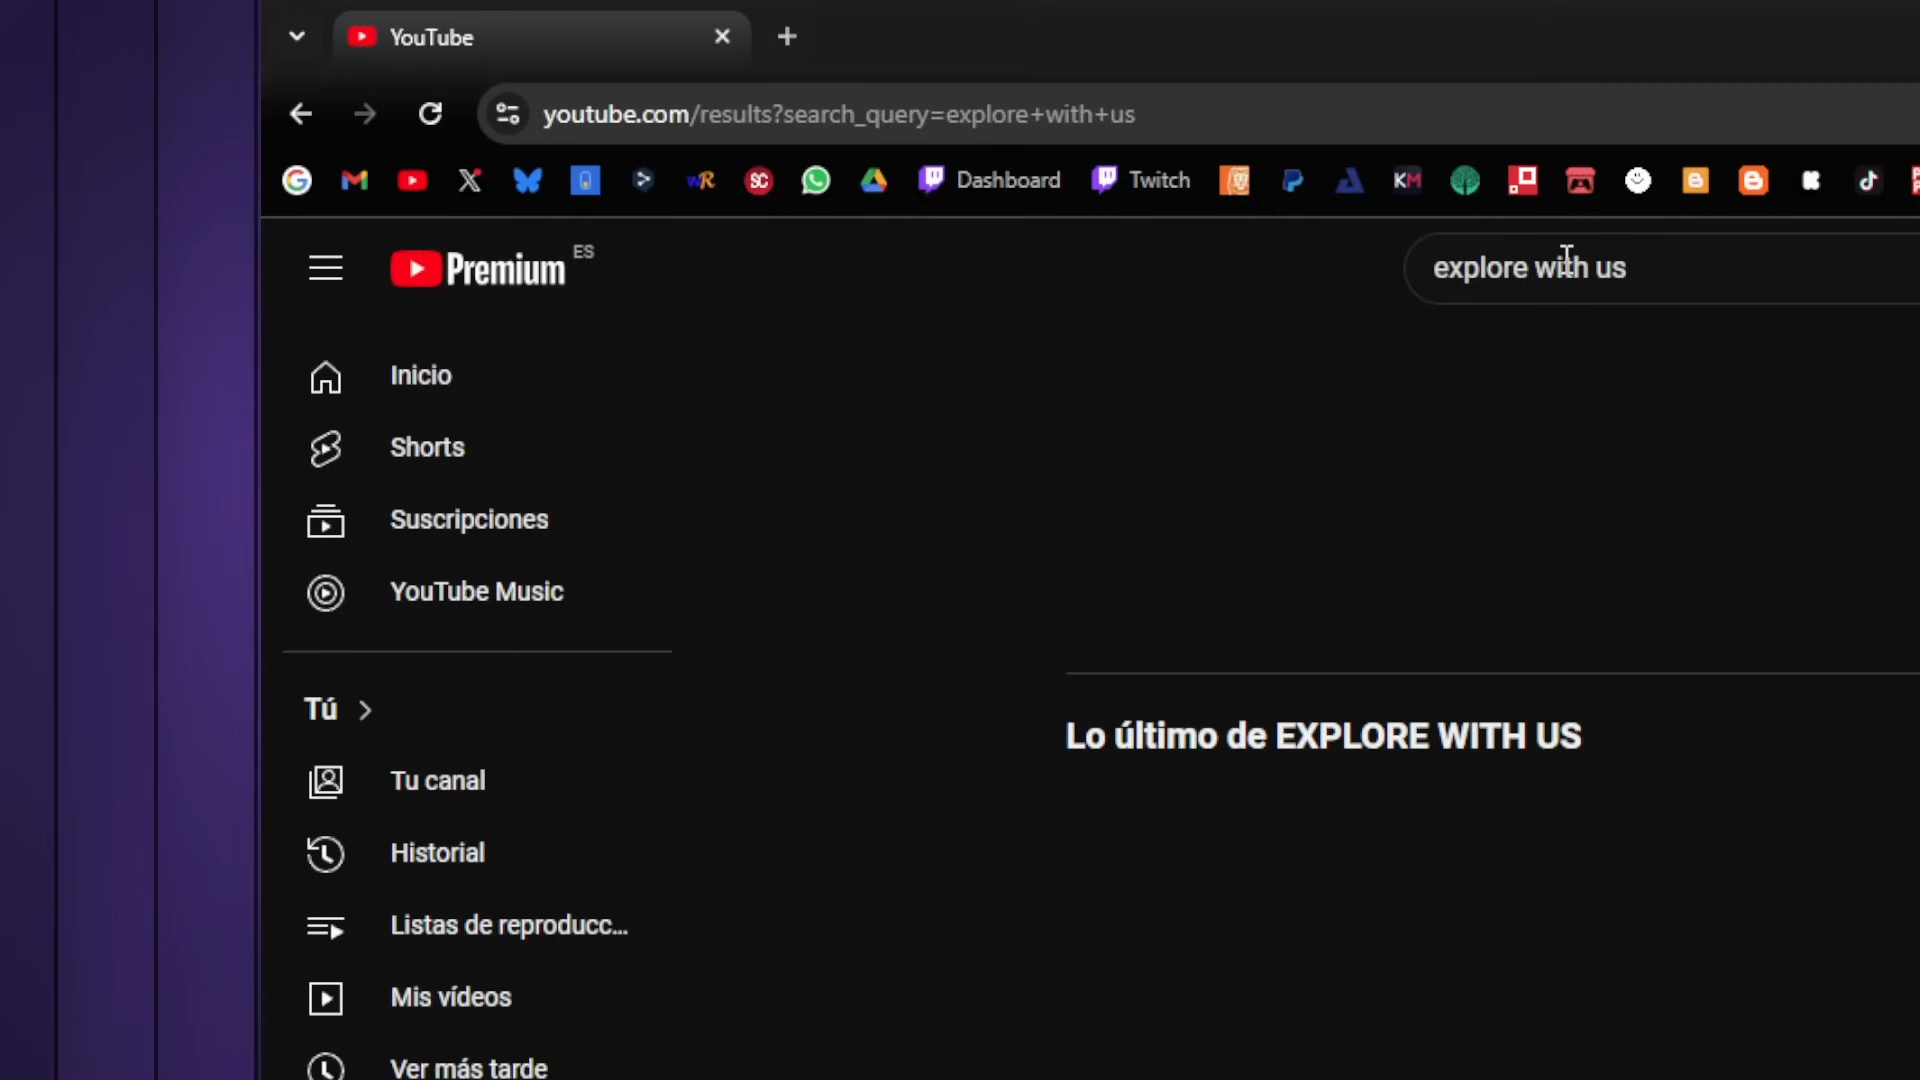 YouTube
youtube.com/results?search_query=explore+with+us
Dashboard
Twitch
Premium ES
explore with us
Inicio
Shorts
Suscripciones
YouTube Music
Tú
Lo último de EXPLORE WITH US
Tu canal
Historial
Listas de reproducc...
Mis vídeos
Ver más tarde